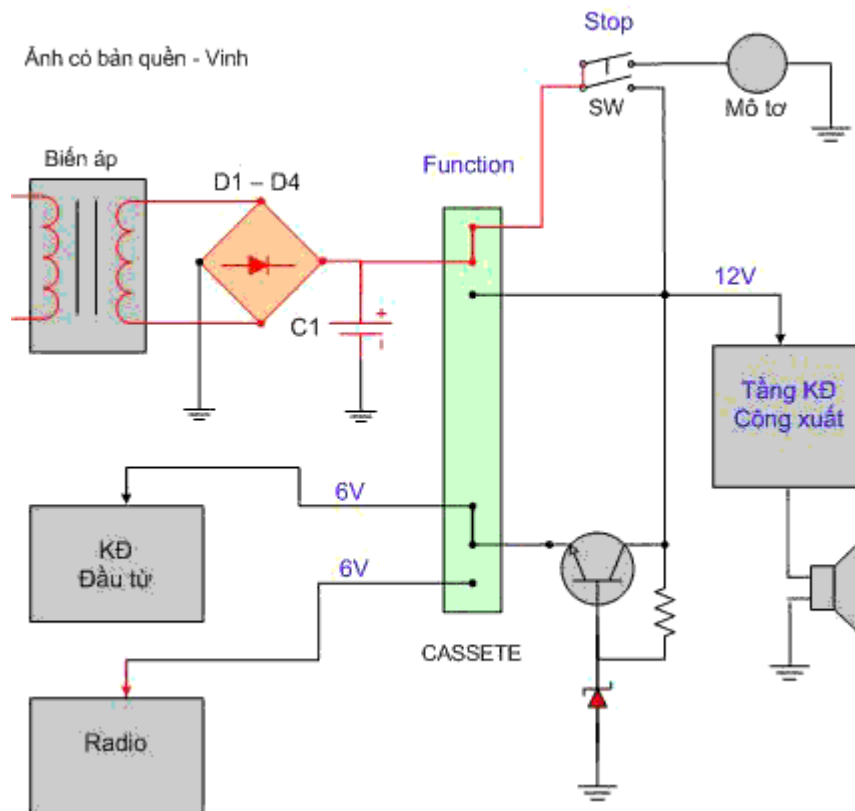 Stop
Ảnh có bản quền - Vinh
SW
Mô tơ
Biến áp
D1 – D4
Function
12V
C1
+
Tầng KĐ
Công xuất
6V
KĐ
Đầu từ
6V
CASSETE
Radio